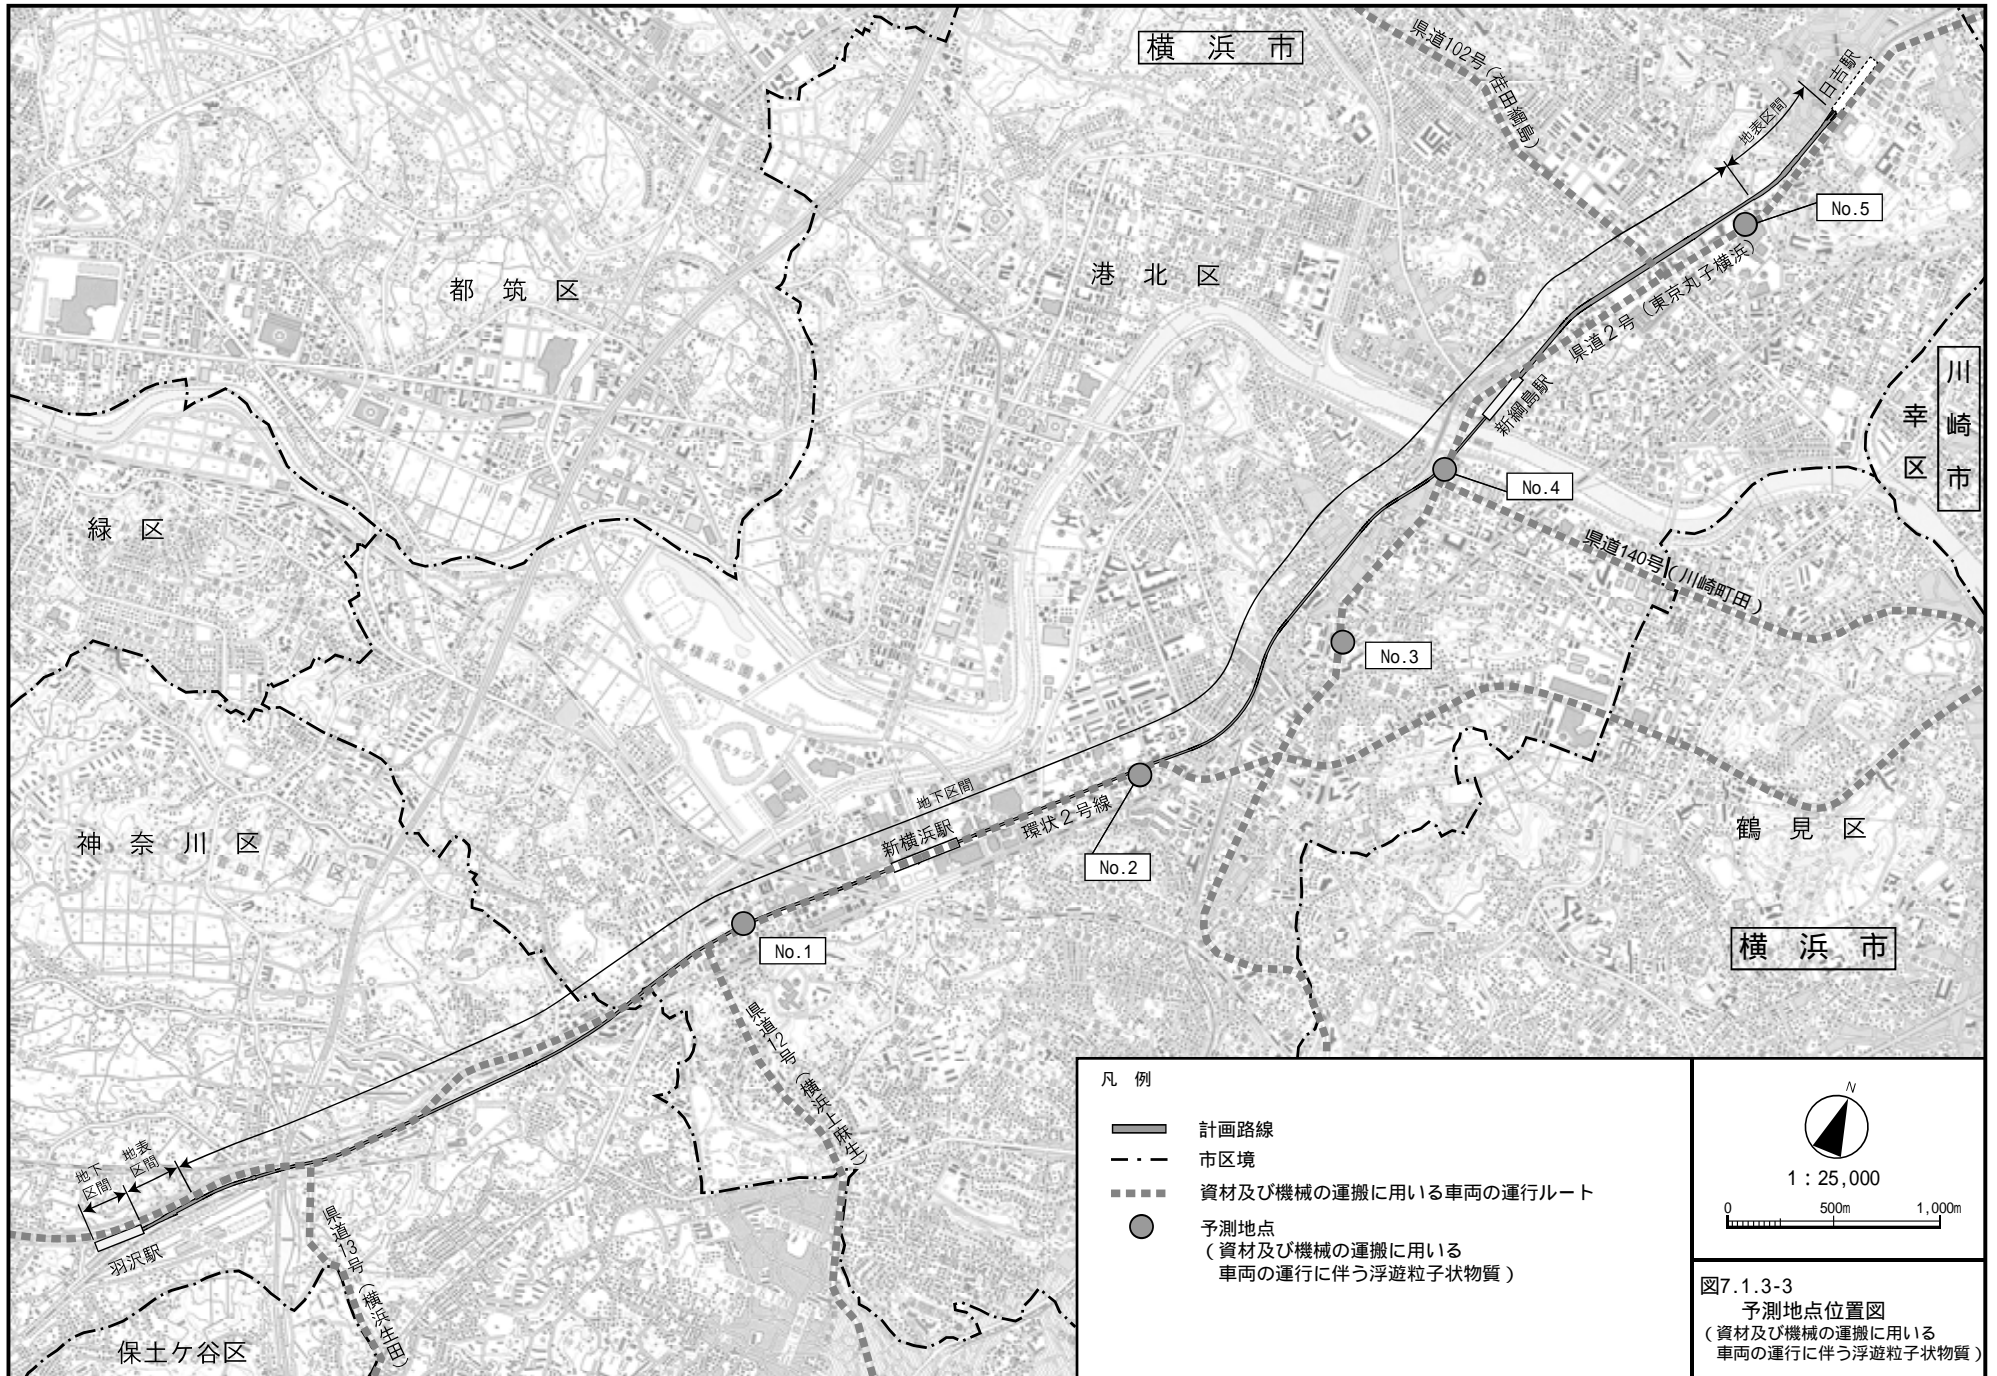 横浜市
県道102号(荏田綱島)
日吉駅
地表区間
No.5
都筑区
港北区
県道2号(東京丸子横浜)
川崎市
幸区
新綱島駅
No.4
緑区
県道140号(川崎町田)
新横浜公園
No.3
地下区間
新横浜駅
環状2号線
No.2
神奈川区
鶴見区
No.1
横浜市
県道12号(横浜上麻生)
地下
区間
地表
区間
羽沢駅
県道13号(横浜生田)
保土ケ谷区
凡 例
計画路線
市区境
資材及び機械の運搬に用いる車両の運行ルート
予測地点
(資材及び機械の運搬に用いる
車両の運行に伴う浮遊粒子状物質)
N
1:25,000
0 500m 1,000m
図7.1.3-3
予測地点位置図
(資材及び機械の運搬に用いる
車両の運行に伴う浮遊粒子状物質)